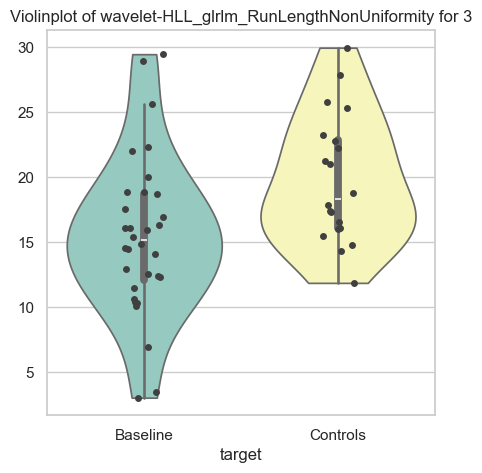 Violinplot of wavelet-HLL_glrlm_RunLengthNonUniformity for 3
30
25
20
15
10
5
Baseline Controls
target